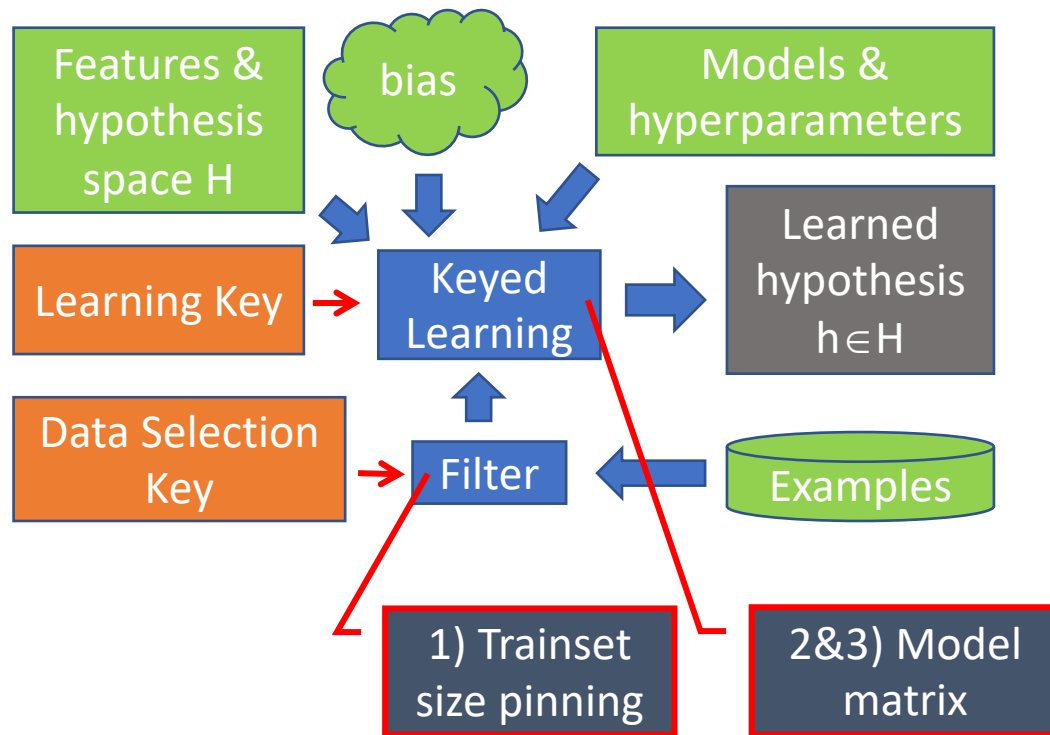 Features &
hypothesis
space H
bias
Models &
hyperparameters
Learning Key
Keyed
Learning
Learned
hypothesis
h∈H
Data Selection
Key
Filter
Examples
1) Trainset
size pinning
2&3) Model
matrix